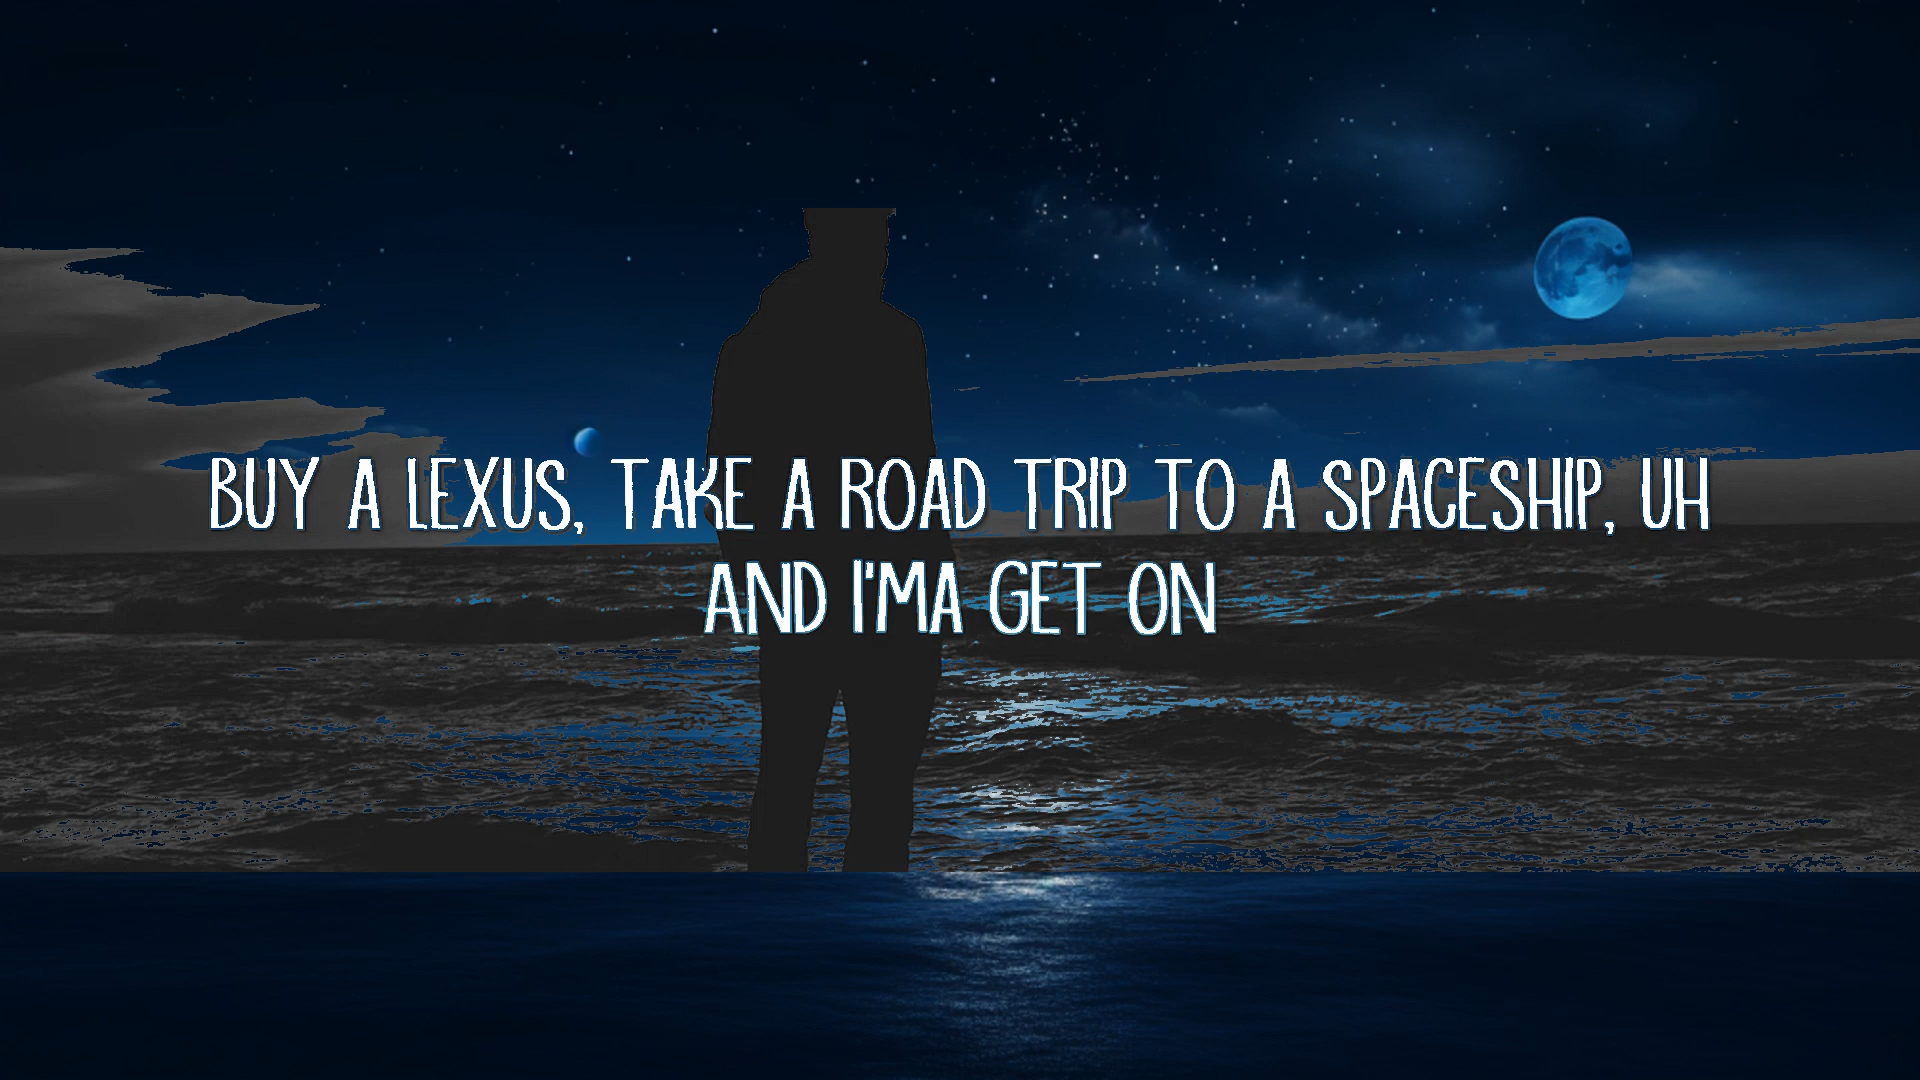 BUY A LEXUS, TAKE A ROAD TRIP TO A SPACESHIP, UH
AND I'MA GET ON